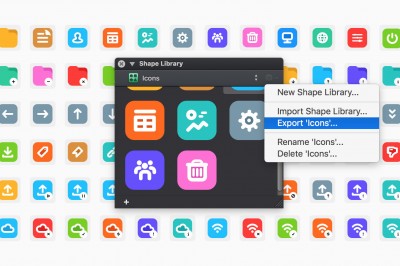 Shape Library
Icons
New Shape Library...
Import Shape Library...
Export 'Icons'...
Rename 'Icons'...
Delete 'Icons'...